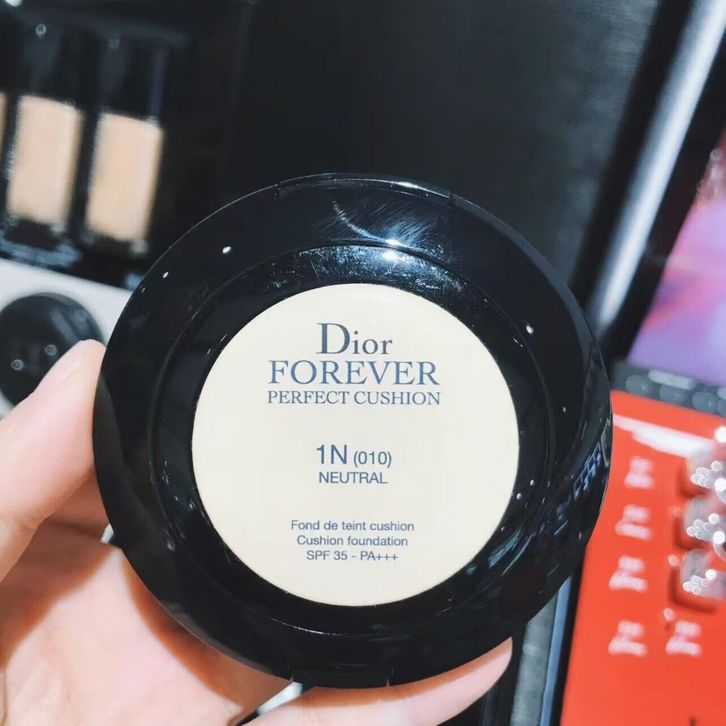 Dior
FOREVER
PERFECT CUSHION
1N (010)
NEUTRAL
Fond de teint cushion
Cushion foundation
SPF 35 - PA+++